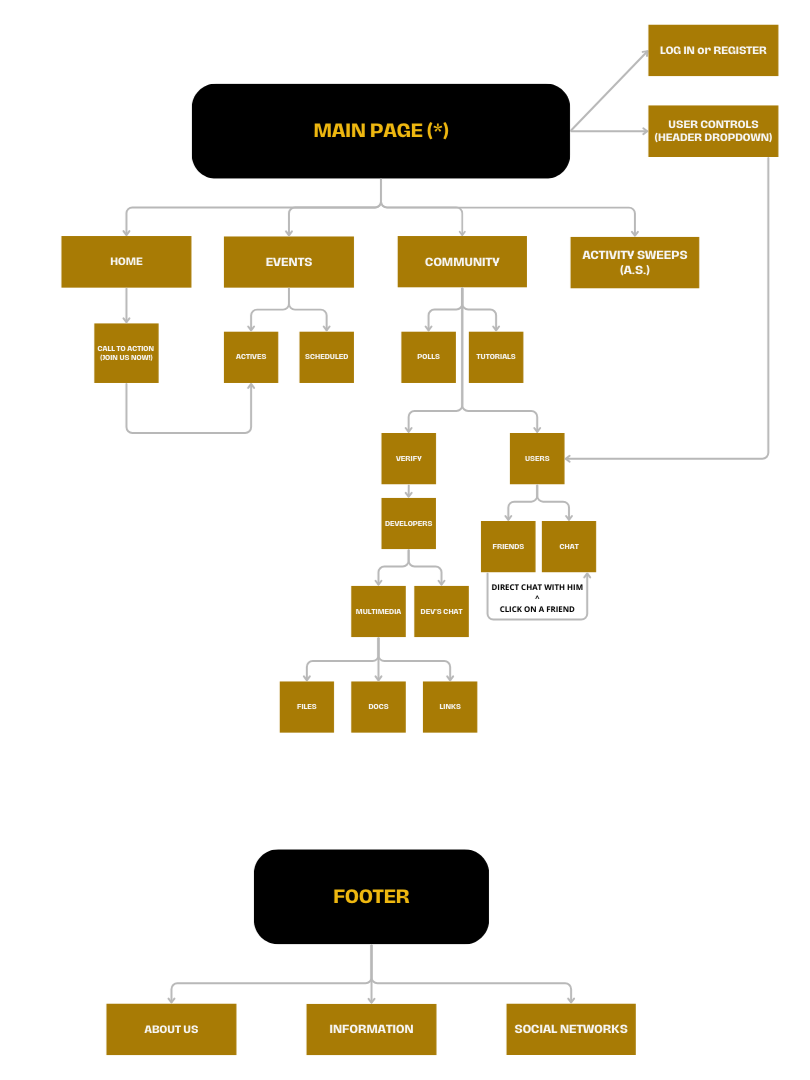 LOG IN or REGISTER
MAIN PAGE (*)
USER CONTROLS
(HEADER DROPDOWN)
HOME
EVENTS
COMMUNITY
ACTIVITY SWEEPS
(A.S.)
CALL TO ACTION
(JOIN US NOW!)
ACTIVES
SCHEDULED
POLLS
TUTORIALS
VERIFY
USERS
DEVELOPERS
FRIENDS
CHAT
DIRECT CHAT WITH HIM
^
CLICK ON A FRIEND
MULTIMEDIA
DEV'S CHAT
FILES
DOCS
LINKS
FOOTER
ABOUT US
INFORMATION
SOCIAL NETWORKS